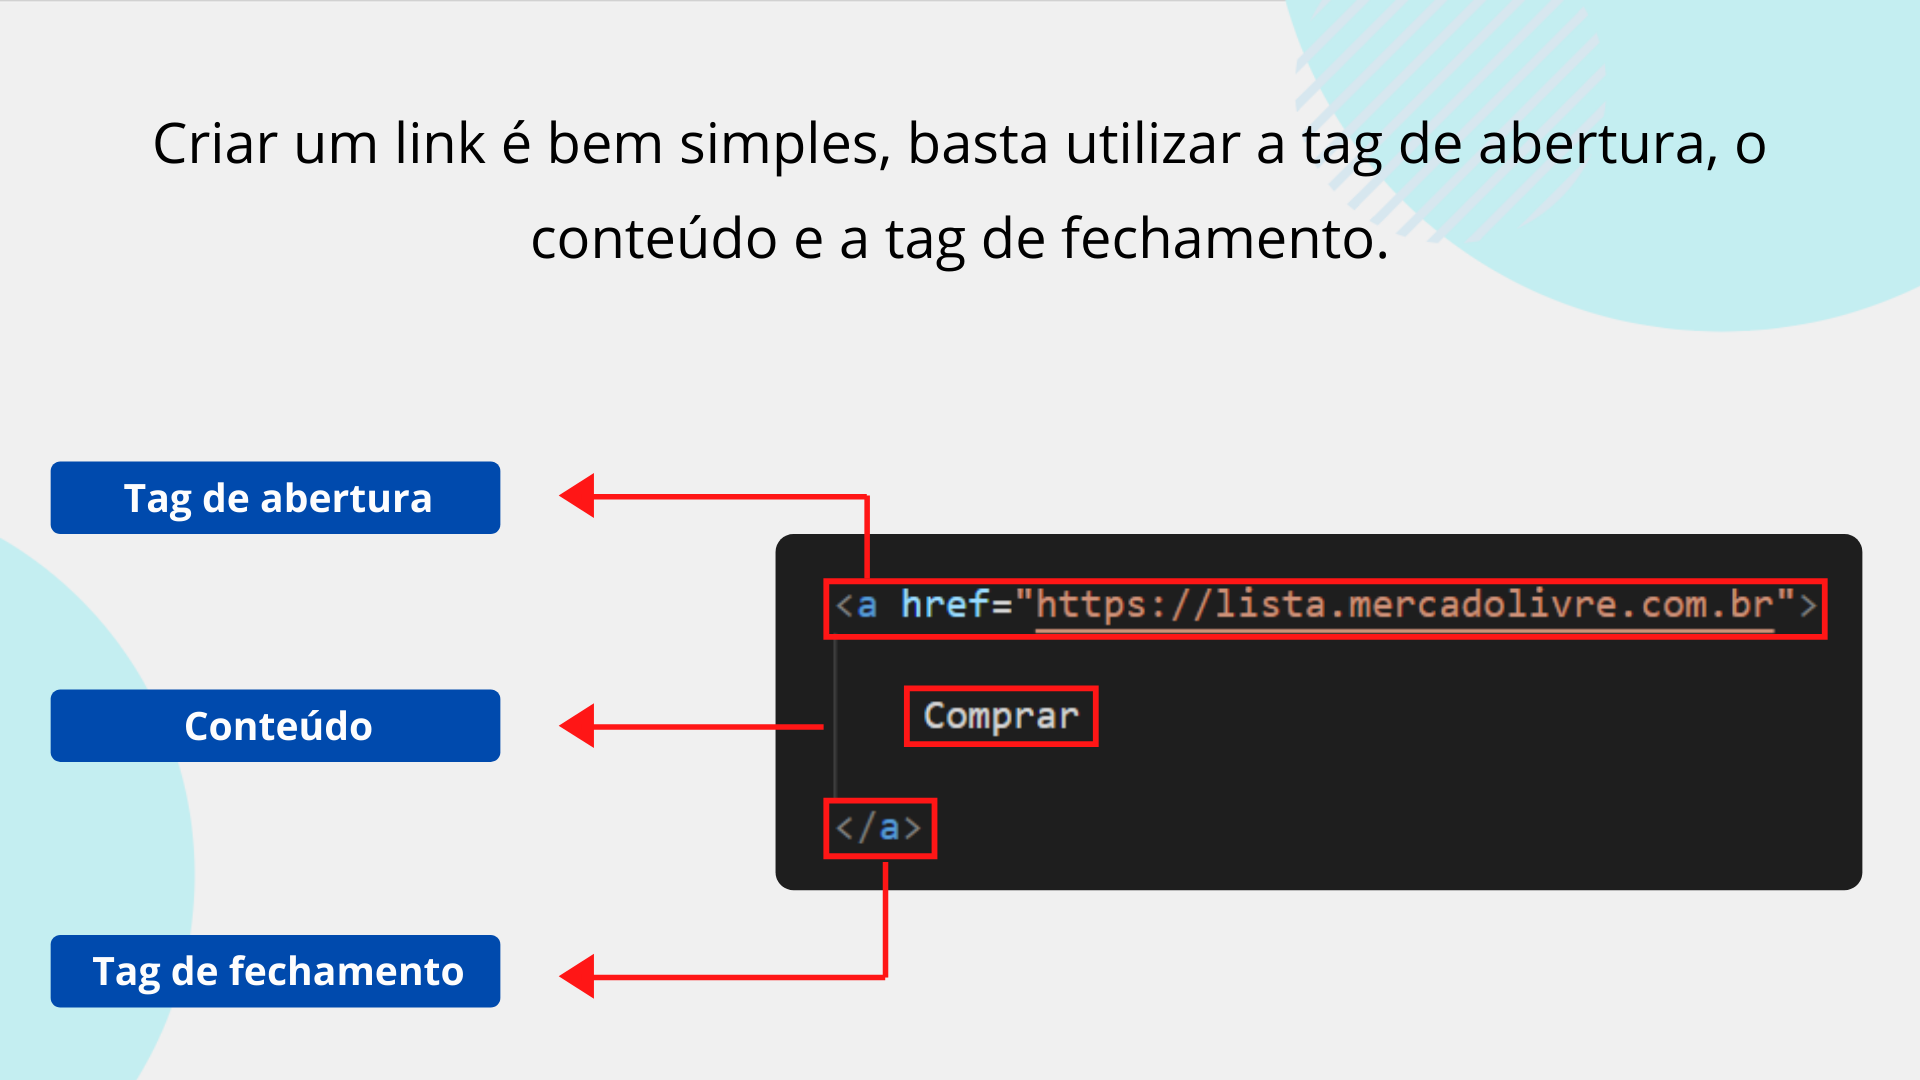 Criar um link é bem simples, basta utilizar a tag de abertura, o
conteúdo e a tag de fechamento.
Tag de abertura
<a href="https://lista.mercadolivre.com.br">
Conteúdo
Comprar
</a>
Tag de fechamento